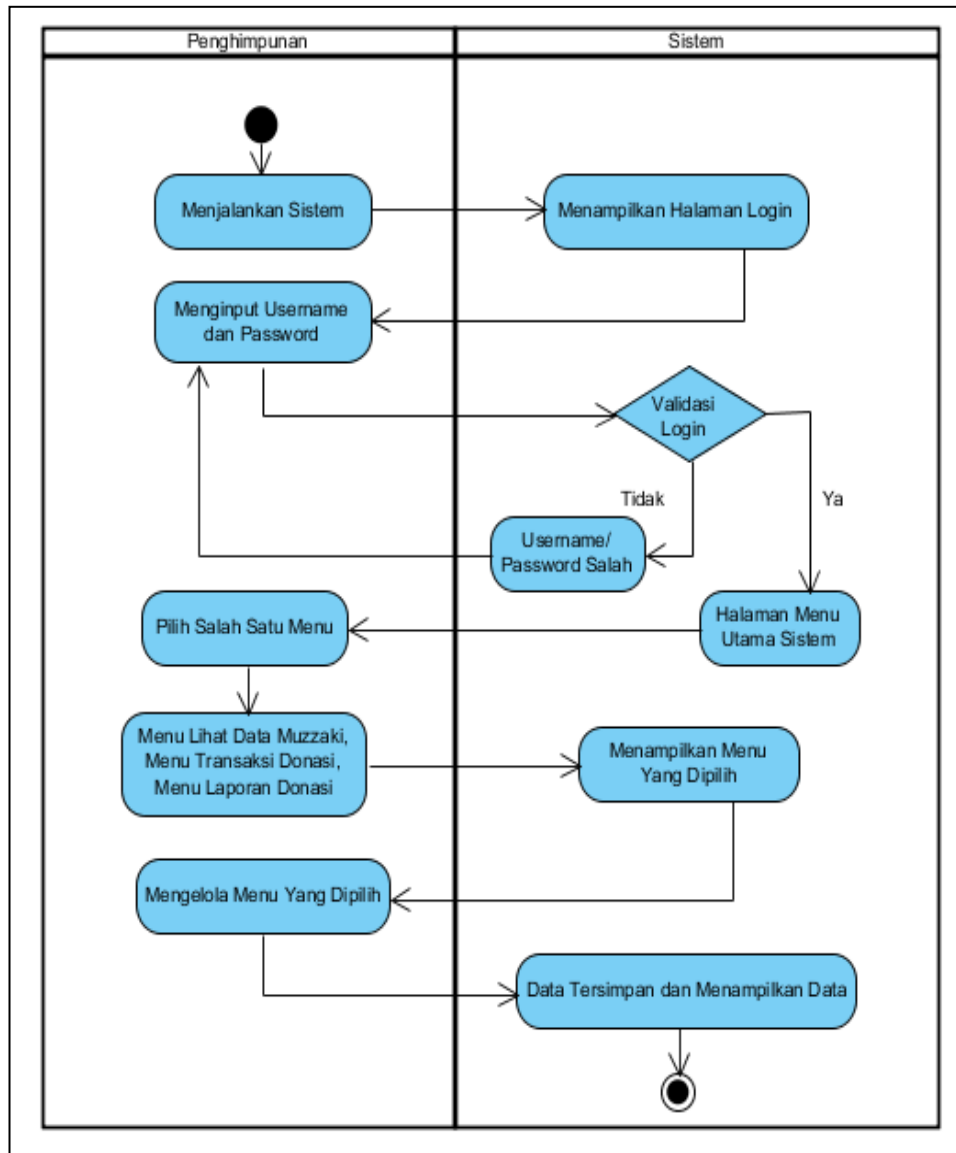 Penghimpunan
Sistem
Menjalankan Sistem
Menampilkan Halaman Login
Menginput Username
dan Password
Validasi
Login
Tidak
Ya
Username/
Password Salah
Halaman Menu
Utama Sistem
Pilih Salah Satu Menu
Menu Lihat Data Muzzaki,
Menu Transaksi Donasi,
Menu Laporan Donasi
Menampilkan Menu
Yang Dipilih
Mengelola Menu Yang Dipilih
Data Tersimpan dan Menampilkan Data